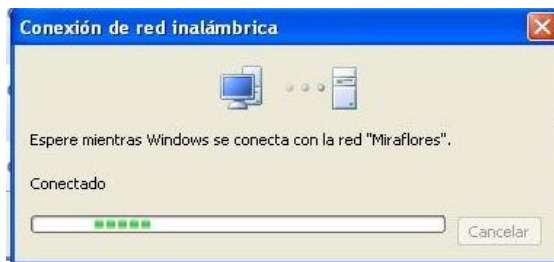 Conexión de red inalámbrica
Espere mientras Windows se conecta con la red "Miraflores".
Conectado
Cancelar